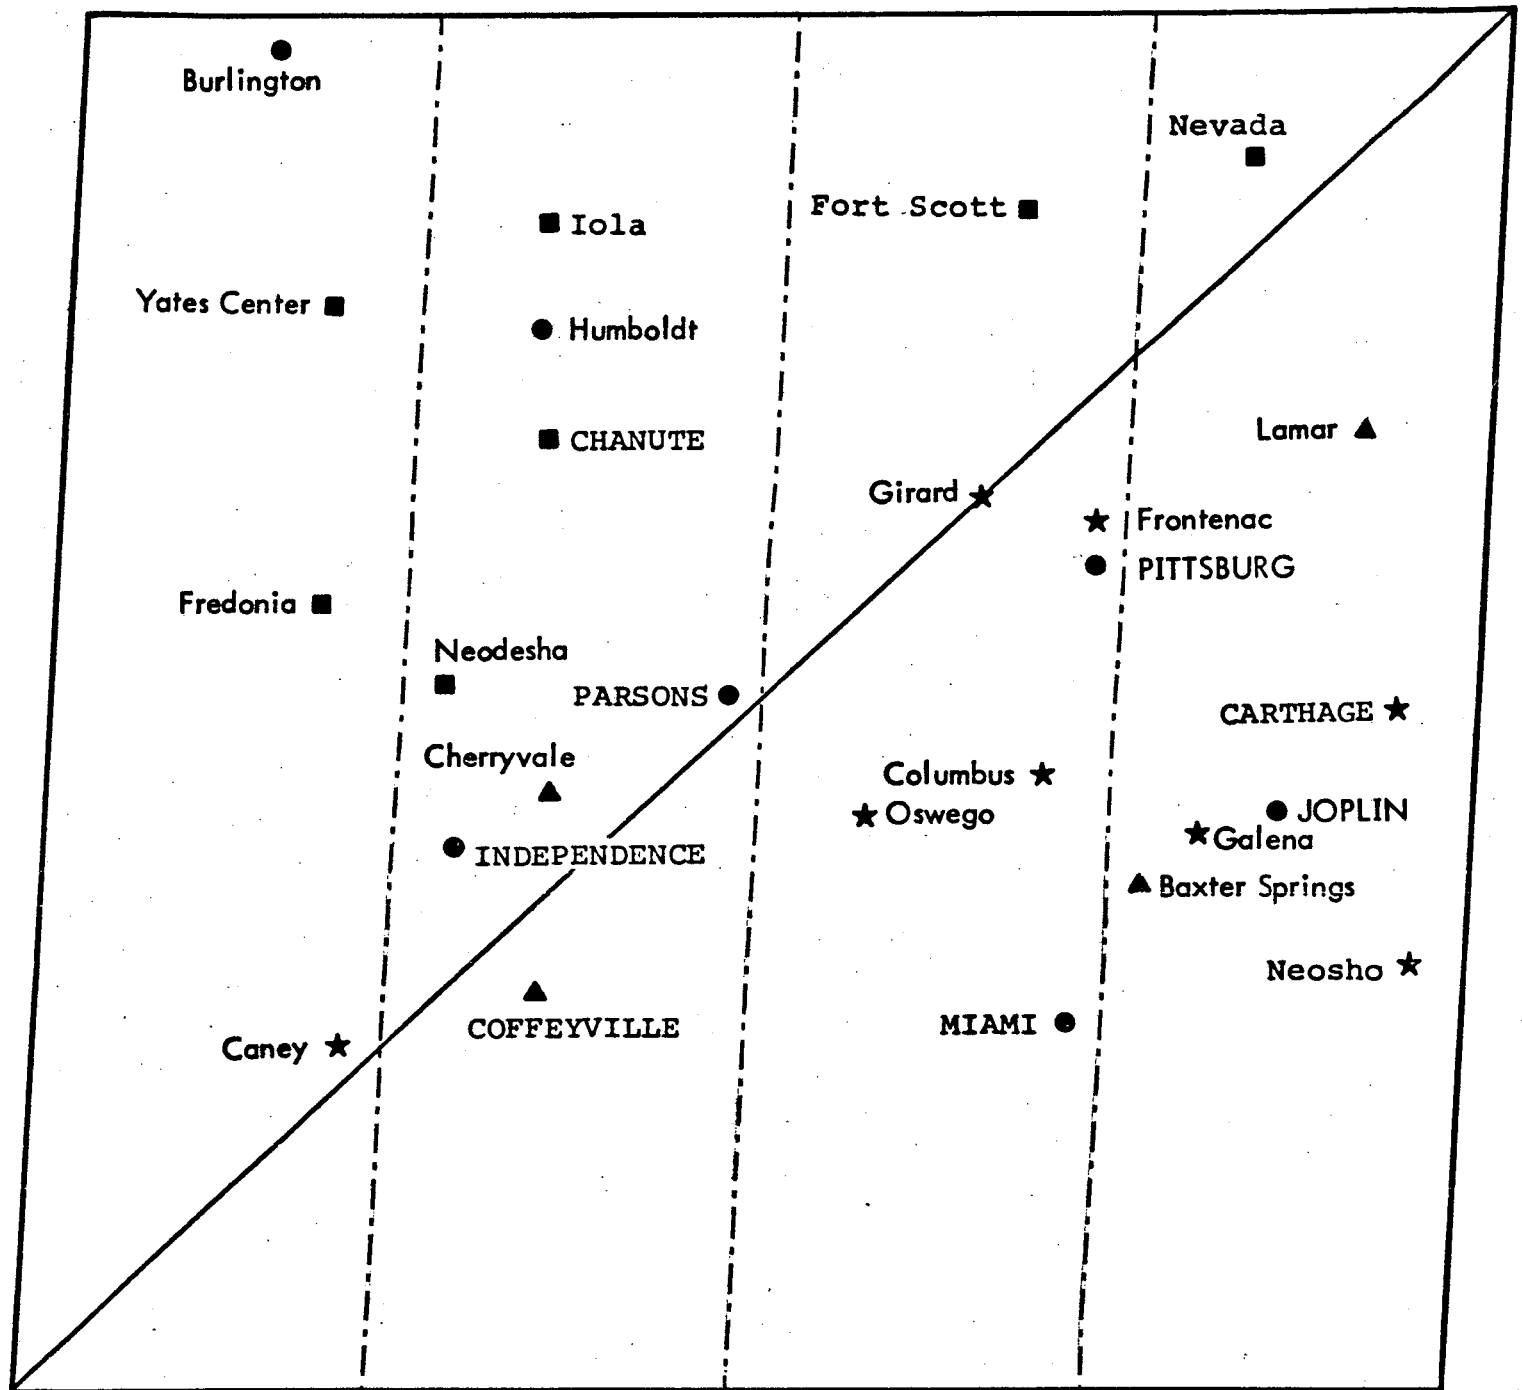 Burlington
Nevada
Fort Scott
Iola
Yates Center
Humboldt
CHANUTE
Lamar
Girard
Frontenac
PITTSBURG
Fredonia
Neodesha
PARSONS
CARTHAGE
Cherryvale
Columbus
Oswego
JOPLIN
Galena
INDEPENDENCE
Baxter Springs
Neosho
COFFEYVILLE
MIAMI
Caney